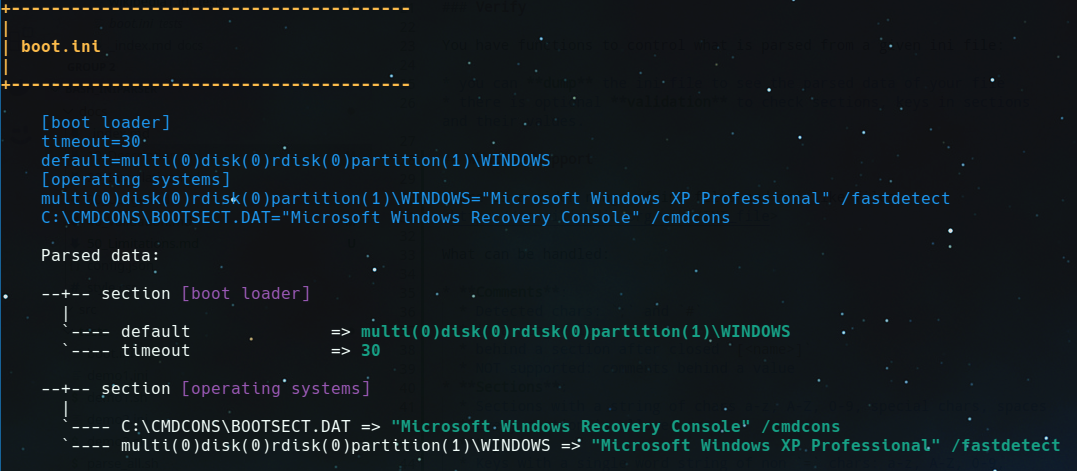 +----------------------------------------
|
| boot.ini
|
+----------------------------------------
[boot loader]
timeout=30
default=multi(0)disk(0)rdisk(0)partition(1)\WINDOWS
[operating systems]
multi(0)disk(0)rdisk(0)partition(1)\WINDOWS="Microsoft Windows XP Professional" /fastdetect
C:\CMDCONS\BOOTSECT.DAT="Microsoft Windows Recovery Console" /cmdcons
Parsed data:
--+-- section [boot loader]
  |
  `---- default              => multi(0)disk(0)rdisk(0)partition(1)\WINDOWS
  `---- timeout              => 30
--+-- section [operating systems]
  |
  `---- C:\CMDCONS\BOOTSECT.DAT => "Microsoft Windows Recovery Console" /cmdcons
  `---- multi(0)disk(0)rdisk(0)partition(1)\WINDOWS => "Microsoft Windows XP Professional" /fastdetect